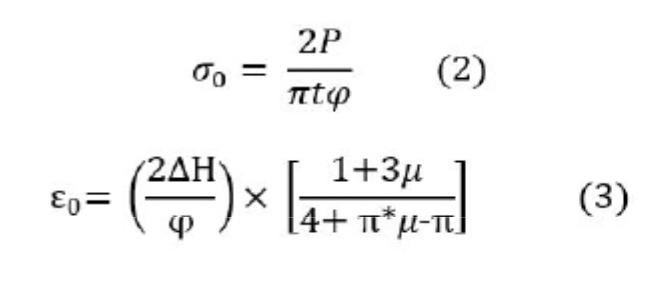 σ₀ = 2P / πtφ (2)
ε₀= (2ΔH / φ) × [1+3μ / 4+ π*μ-π] (3)